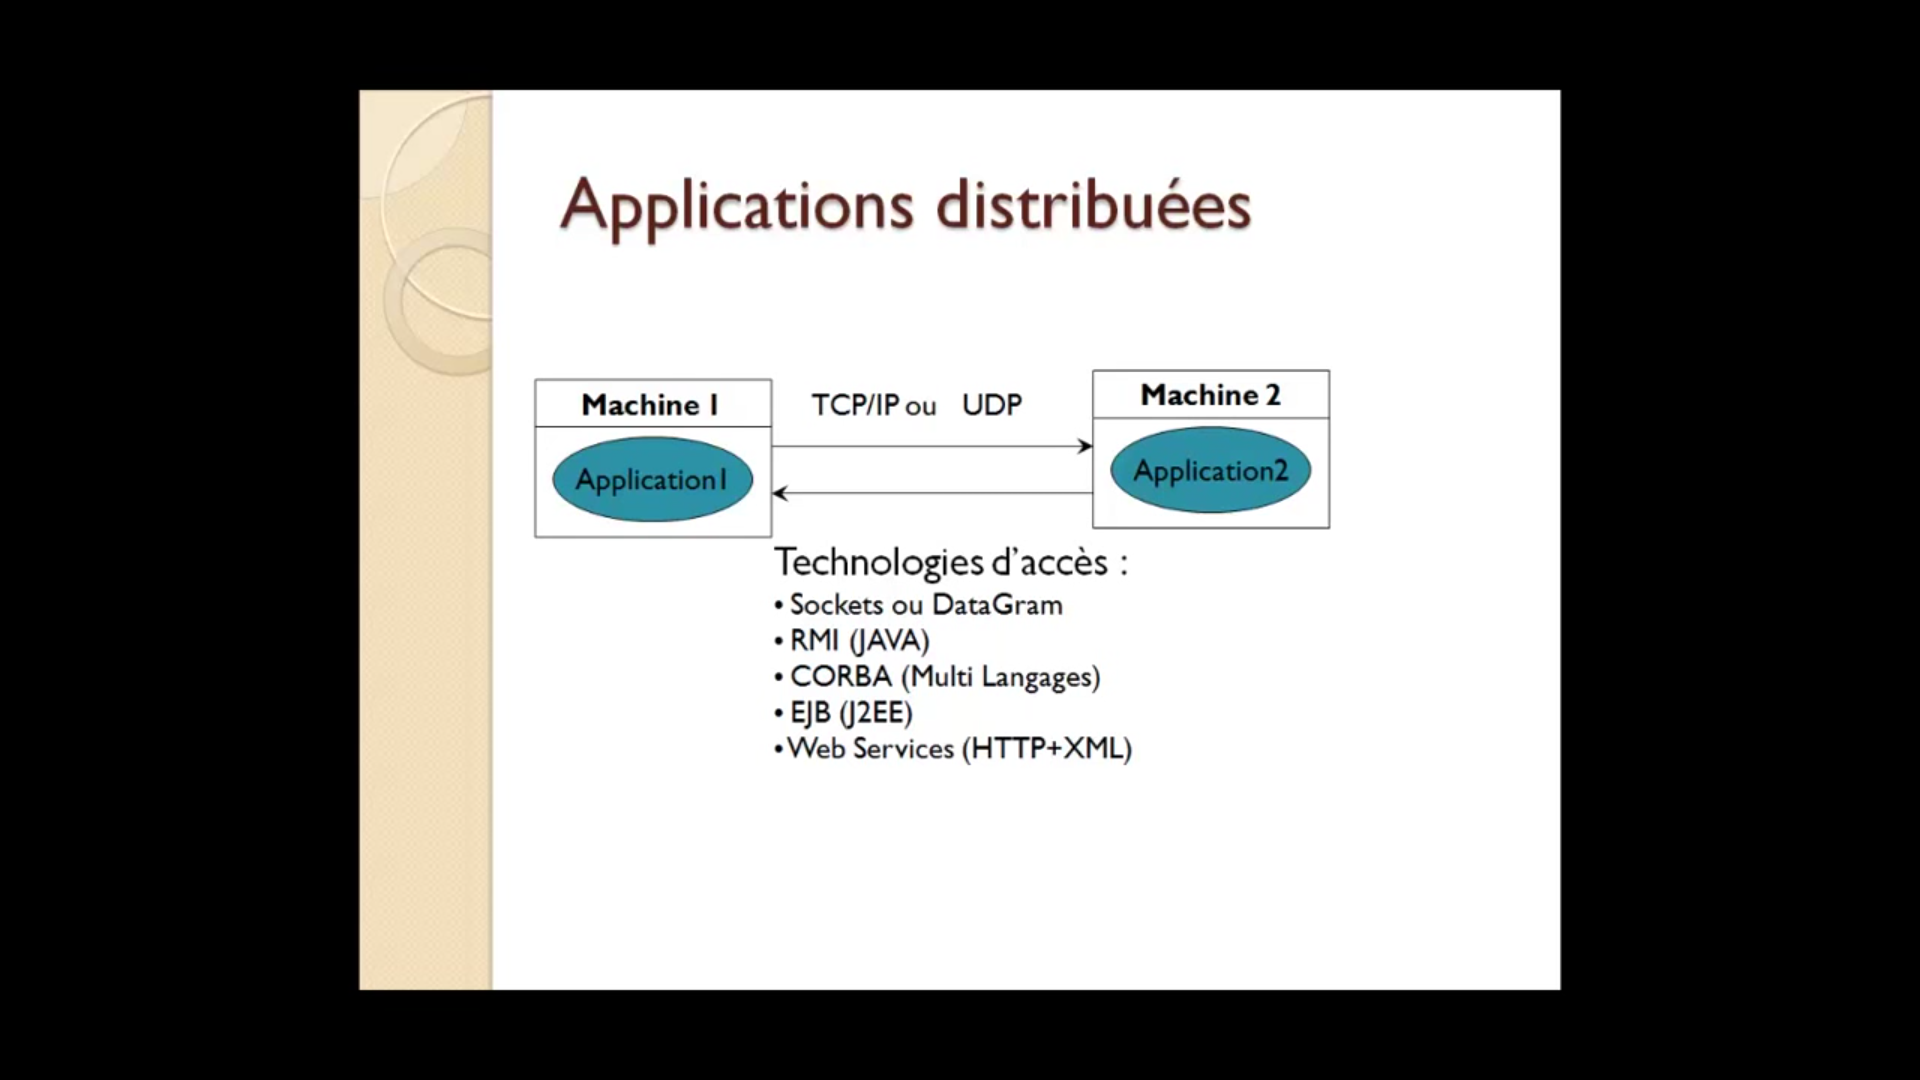 Applications distribuées
Machine 1
TCP/IP ou UDP
Machine 2
Application1
Application2
Technologies d’accès :
• Sockets ou DataGram
• RMI (JAVA)
• CORBA (Multi Langages)
• EJB (J2EE)
•Web Services (HTTP+XML)